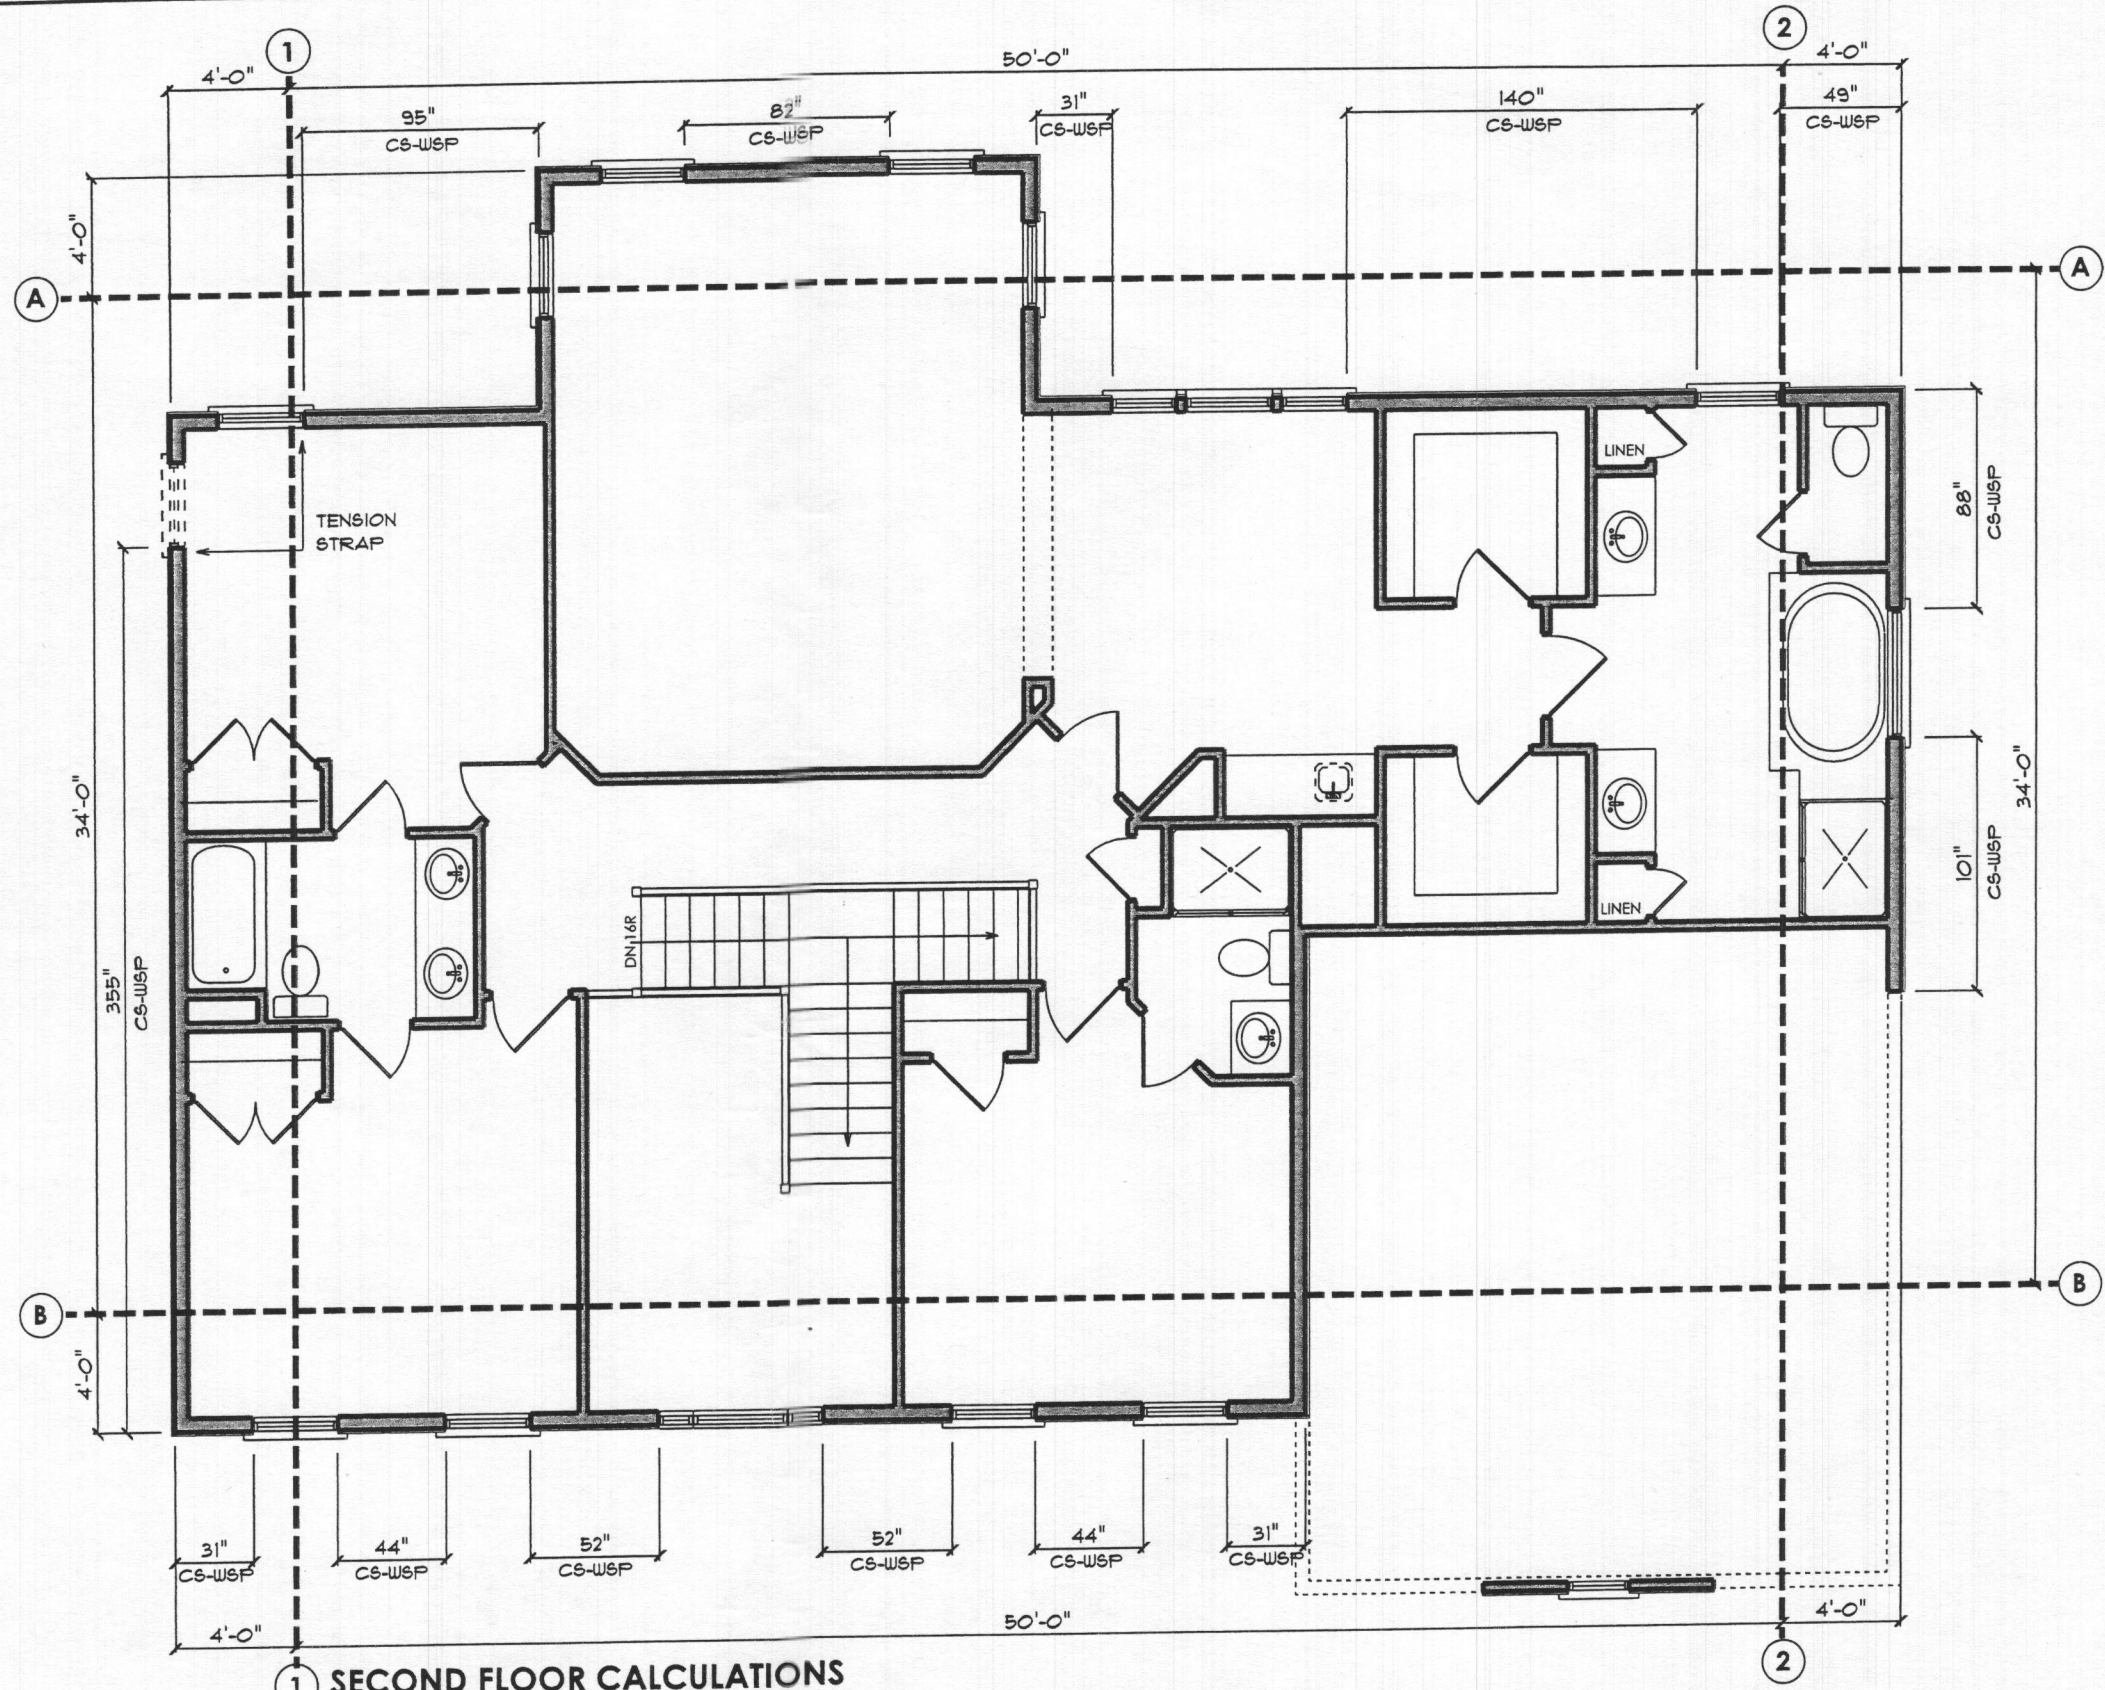 1
2
4'-0"
50'-0"
4'-0"
95"
CS-WSP
82"
CS-WSP
31"
CS-WSP
140"
CS-WSP
49"
CS-WSP
4'-0"
A
A
TENSION
STRAP
LINEN
88"
CS-WSP
34'-0"
34'-0"
101"
CS-WSP
LINEN
DN 16R
355"
CS-WSP
B
B
4'-0"
31"
CS-WSP
44"
CS-WSP
52"
CS-WSP
52"
CS-WSP
44"
CS-WSP
31"
CS-WSP
4'-0"
50'-0"
4'-0"
1
SECOND FLOOR CALCULATIONS
2